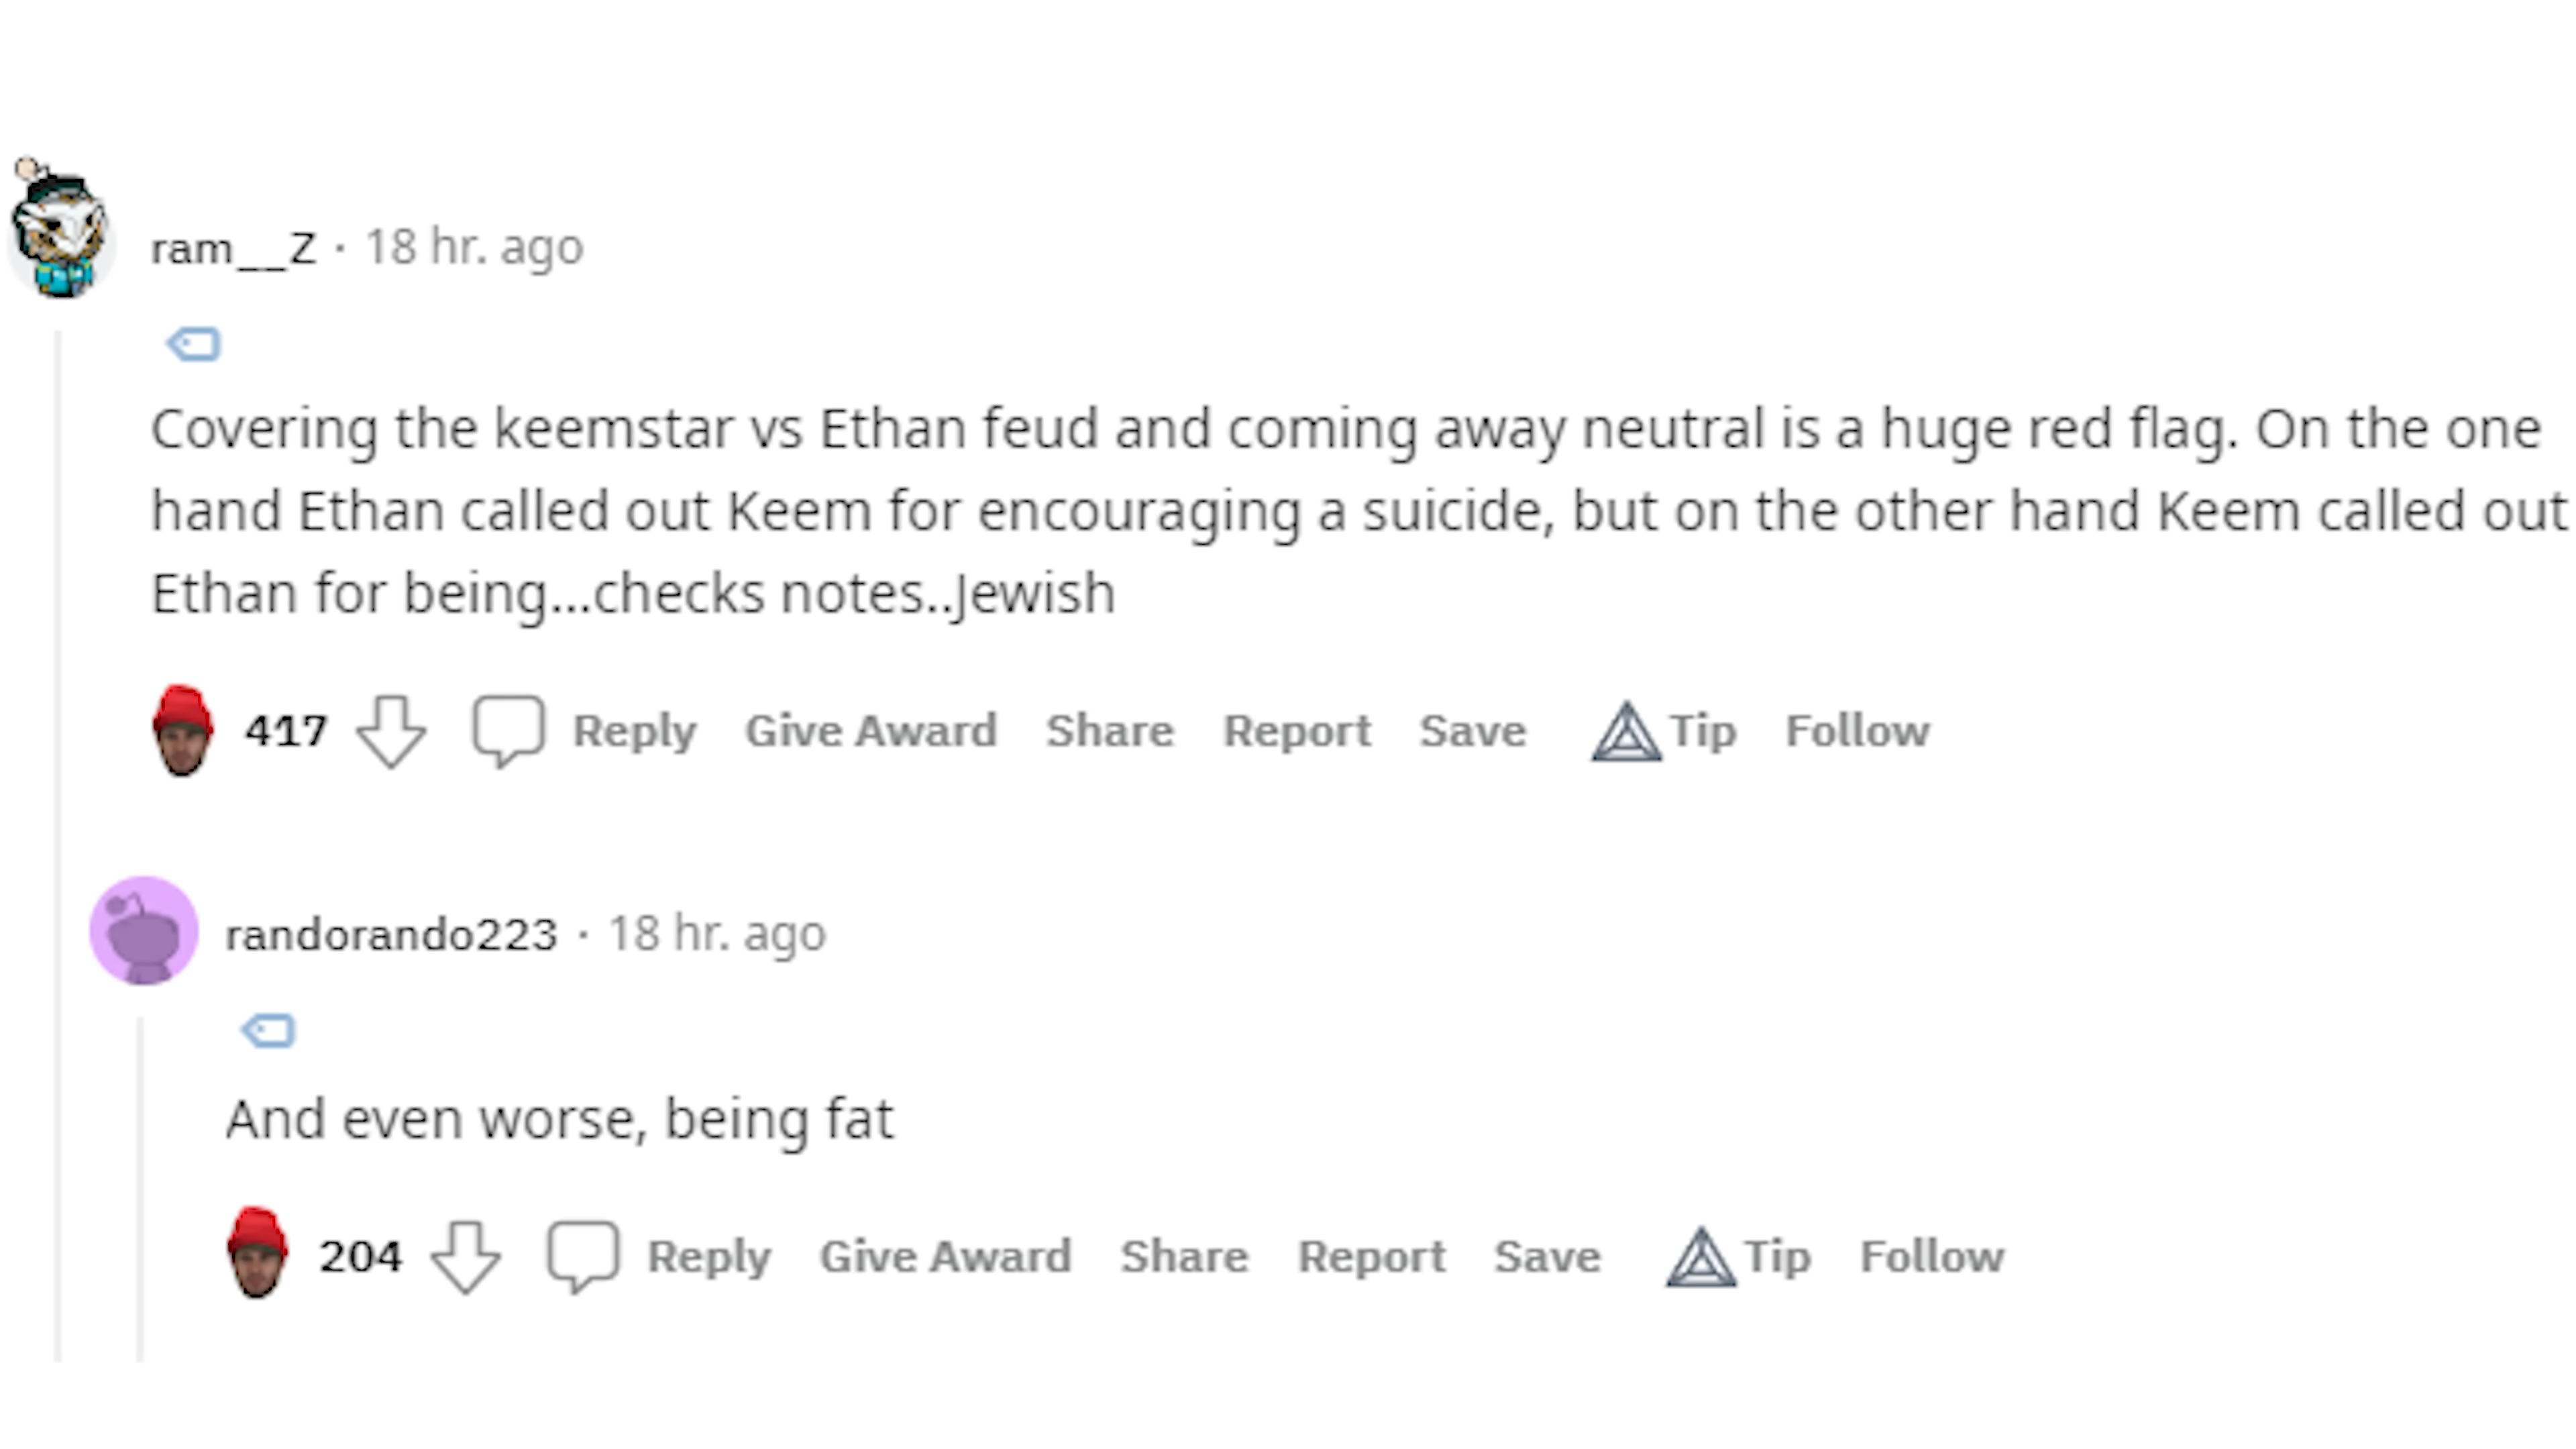 ram__Z · 18 hr. ago
Covering the keemstar vs Ethan feud and coming away neutral is a huge red flag. On the one
hand Ethan called out Keem for encouraging a suicide, but on the other hand Keem called out
Ethan for being...checks notes..Jewish
417 Reply Give Award Share Report Save Tip Follow
randorando223 · 18 hr. ago
And even worse, being fat
204 Reply Give Award Share Report Save Tip Follow